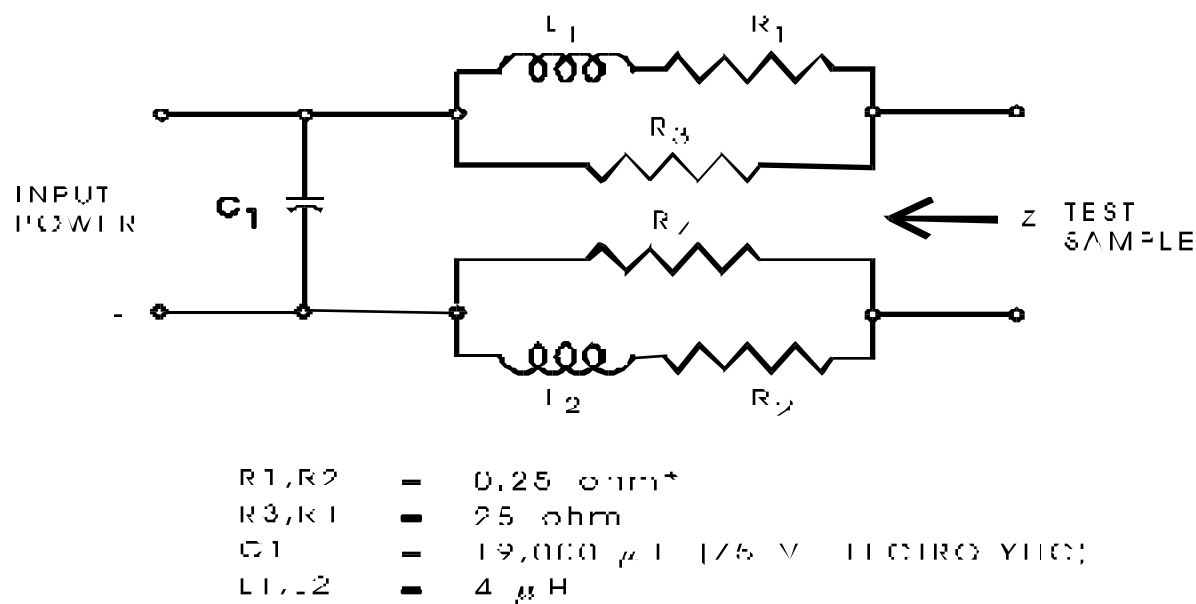 L1 R1
R3
INPUT
POWER
C1
R4
Z TEST
SAMPLE
-
L2 R2
R1,R2 = 0.25 ohm*
R3,R4 = 25 ohm
C1 = 19,000 μF V ELECTROLYTIC)
L1,L2 = 4 μH